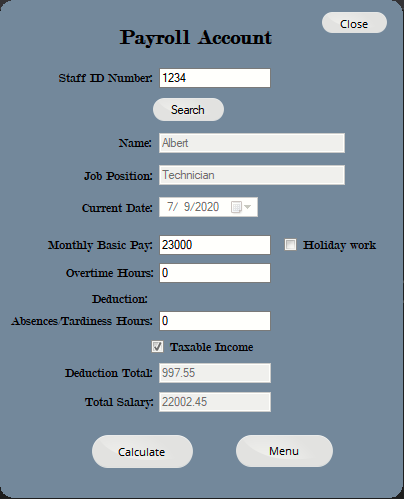 Close
Payroll Account
Staff ID Number: 1234
Search
Name: Albert
Job Position: Technician
Current Date: 7/ 9/2020
Monthly Basic Pay: 23000 Holiday work
Overtime Hours: 0
Deduction:
Absences/Tardiness Hours: 0
Taxable Income
Deduction Total: 997.55
Total Salary: 22002.45
Calculate Menu